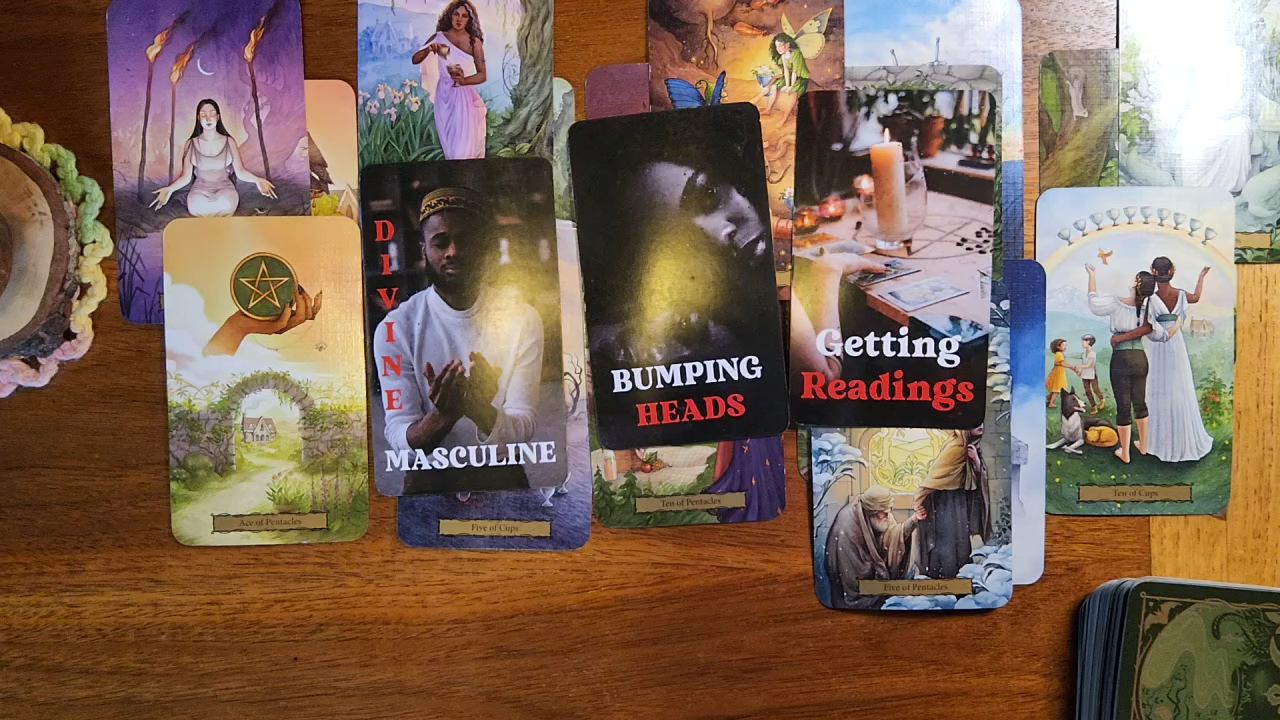 DIVINE
MASCULINE
BUMPING
HEADS
Getting
Readings
Ace of Pentacles
Five of Cups
Ten of Pentacles
Five of Pentacles
Ten of Cups